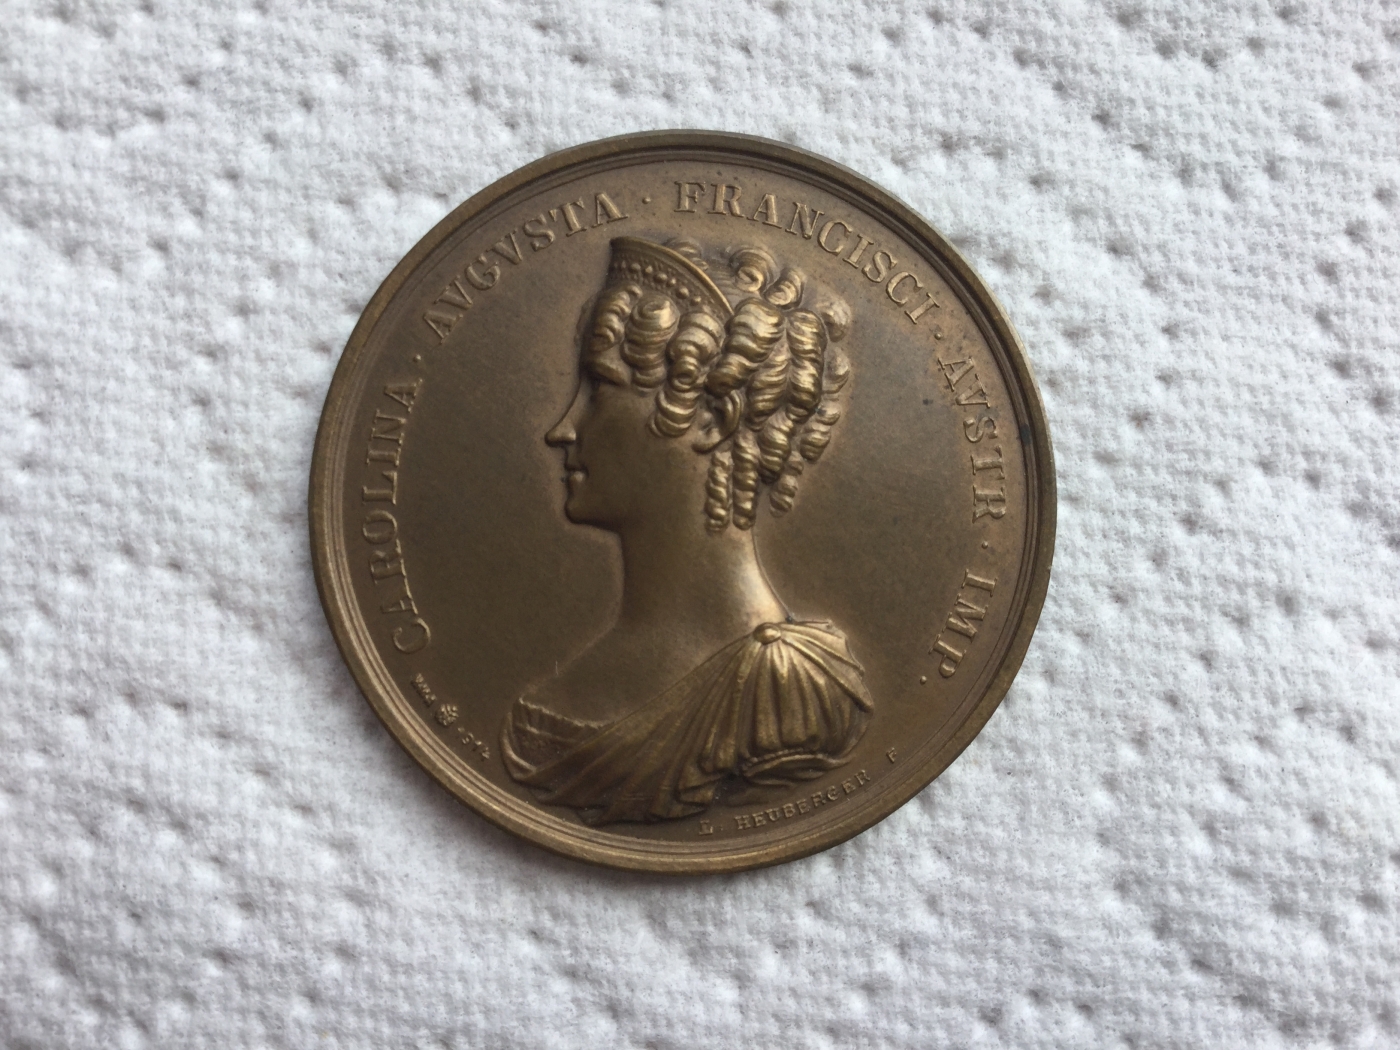 CAROLINA · AVGVSTA · FRANCISCI · AVSTR · IMP.
L. HEUBERGER F